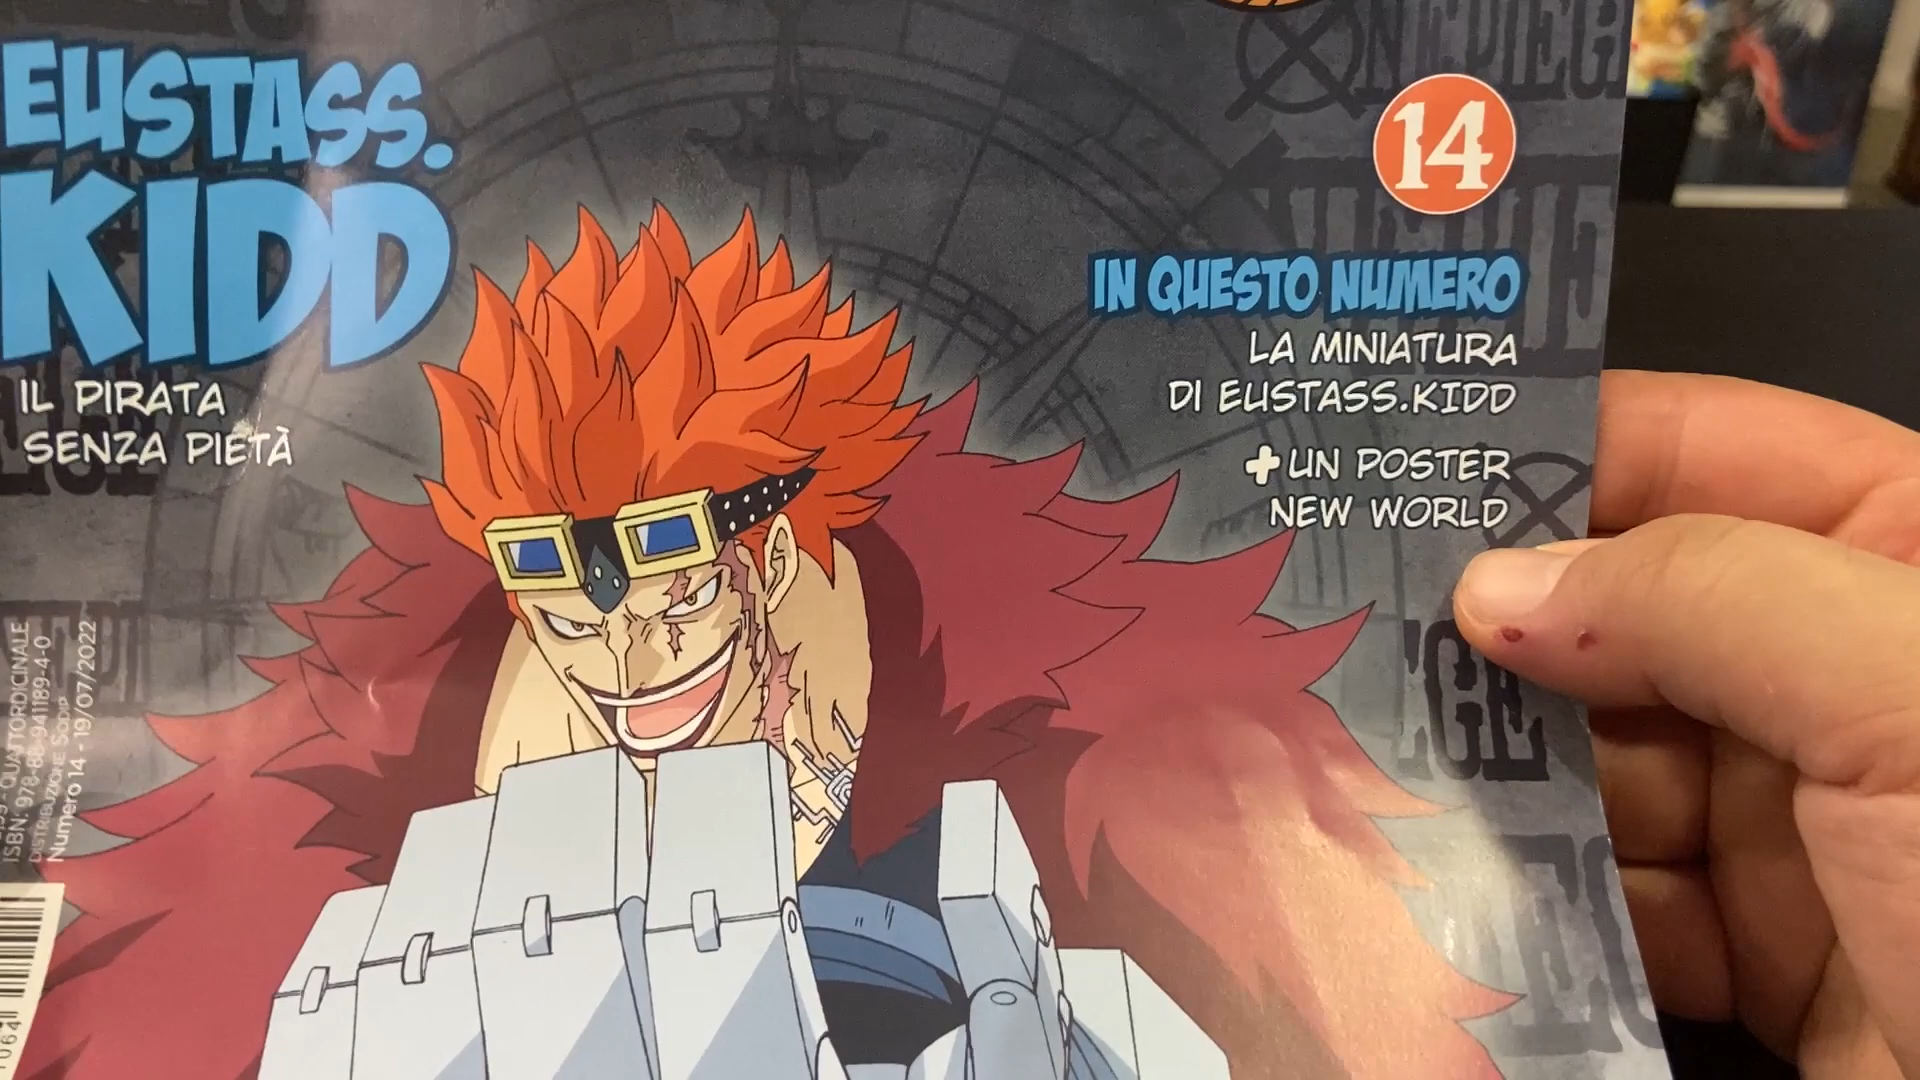 EUSTASS.
KIDD
IL PIRATA
SENZA PIETÀ
14
IN QUESTO NUMERO
LA MINIATURA
DI EUSTASS.KIDD
+ UN POSTER
NEW WORLD
QUATTORDICINALE
ISBN: 978-88-941189-4-0
DISTRIBUZIONE SODIP
Numero 14 - 19/07/2022